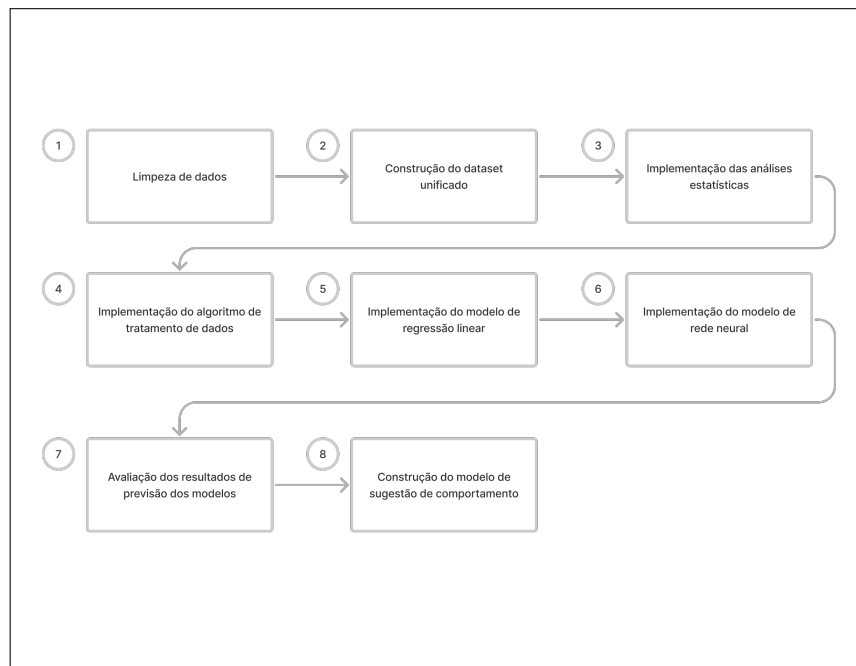 1
Limpeza de dados
2
Construção do dataset
unificado
3
Implementação das análises
estatísticas
4
Implementação do algoritmo de
tratamento de dados
5
Implementação do modelo de
regressão linear
6
Implementação do modelo de
rede neural
7
Avaliação dos resultados de
previsão dos modelos
8
Construção do modelo de
sugestão de comportamento